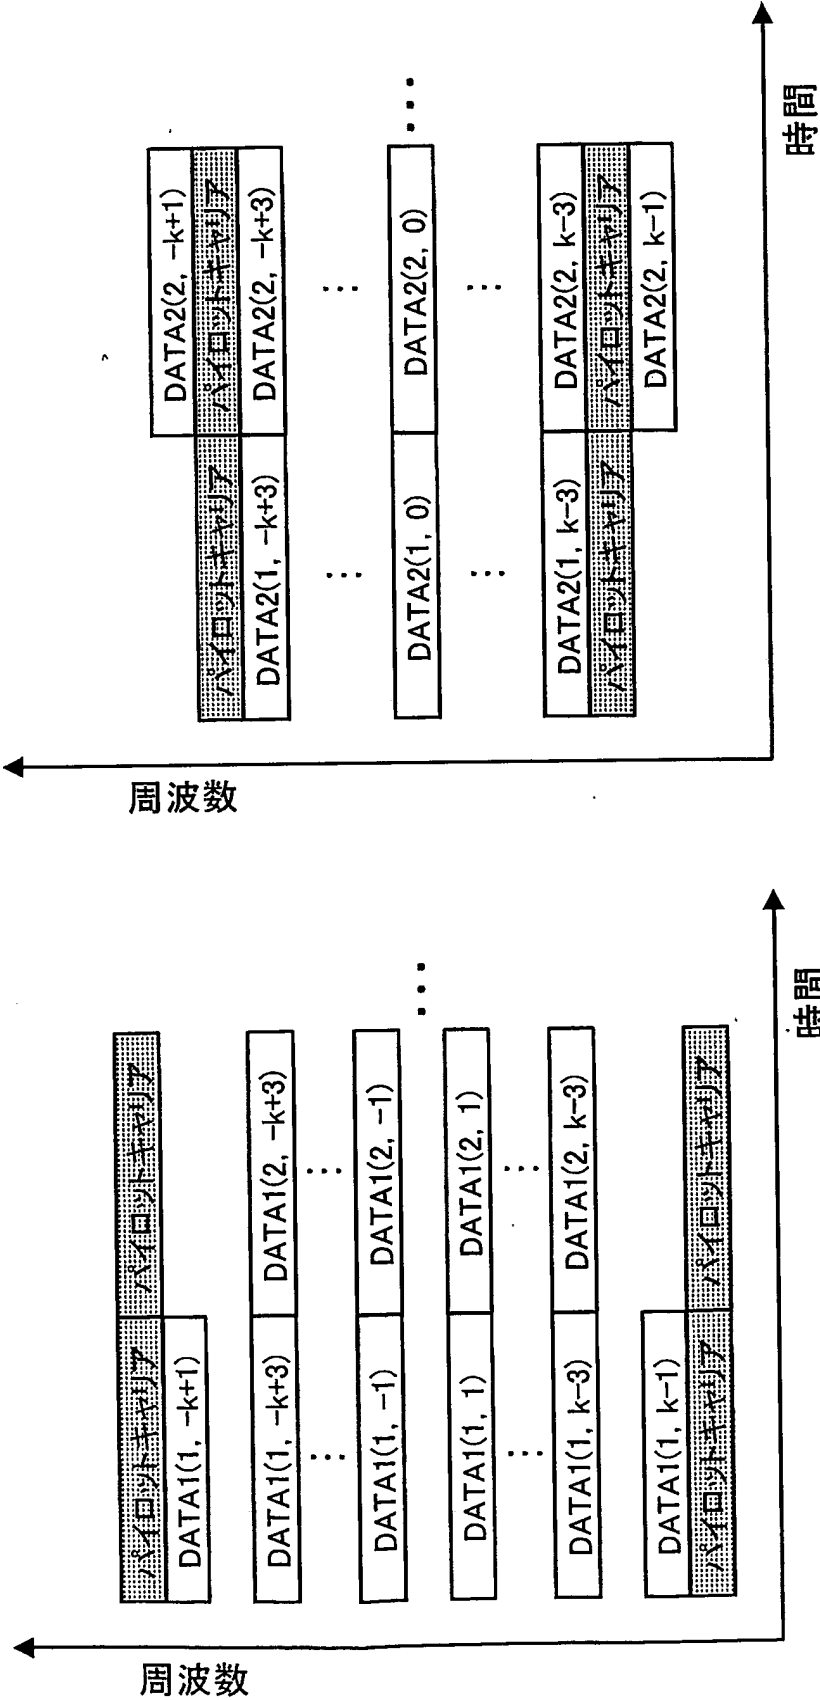 DATA2(2, −k+1)
パイロットキャリア
パイロットキャリア
DATA2(1, −k+3)
DATA2(2, −k+3)
...
...
DATA2(1, 0)
DATA2(2, 0)
...
...
...
DATA2(1, k−3)
DATA2(2, k−3)
パイロットキャリア
パイロットキャリア
DATA2(2, k−1)
時間
周波数
パイロットキャリア
パイロットキャリア
DATA1(1, −k+1)
DATA1(1, −k+3)
DATA1(2, −k+3)
...
...
DATA1(1, −1)
DATA1(2, −1)
...
DATA1(1, 1)
DATA1(2, 1)
...
...
DATA1(1, k−3)
DATA1(2, k−3)
DATA1(1, k−1)
パイロットキャリア
パイロットキャリア
時間
周波数